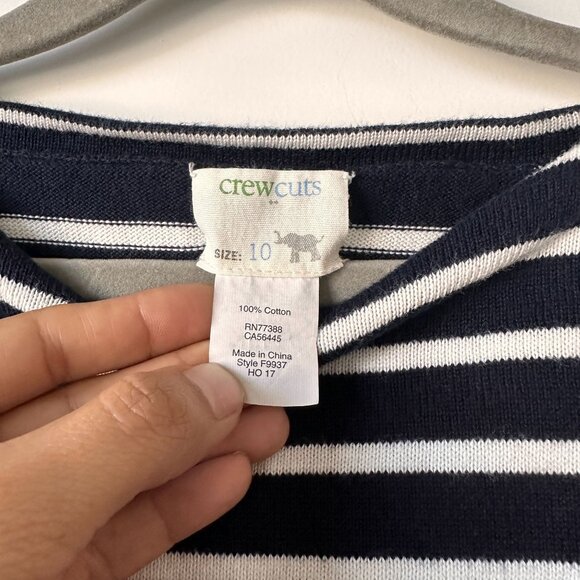 crewcuts
SIZE: 10
100% Cotton
RN77388
CA56445
Made in China
Style F9937
HO 17